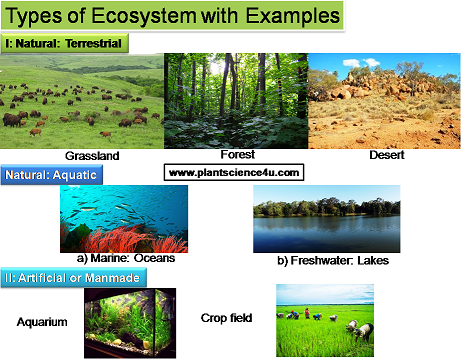 Types of Ecosystem with Examples
I: Natural: Terrestrial
Grassland
Forest
Desert
www.plantscience4u.com
Natural: Aquatic
a) Marine: Oceans
b) Freshwater: Lakes
II: Artificial or Manmade
Aquarium
Crop field